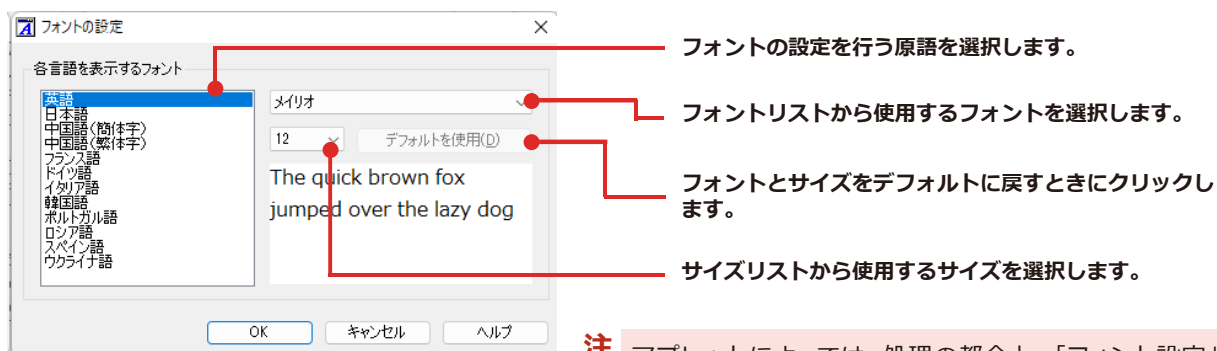 フォントの設定
各言語を表示するフォント
英語
日本語
中国語(簡体字)
中国語(繁体字)
フランス語
ドイツ語
イタリア語
韓国語
ポルトガル語
ロシア語
スペイン語
ウクライナ語
メイリオ
12
デフォルトを使用(D)
The quick brown fox
jumped over the lazy dog
OK
キャンセル
ヘルプ
フォントの設定を行う原語を選択します。
フォントリストから使用するフォントを選択します。
フォントとサイズをデフォルトに戻すときにクリックし
ます。
サイズリストから使用するサイズを選択します。
注